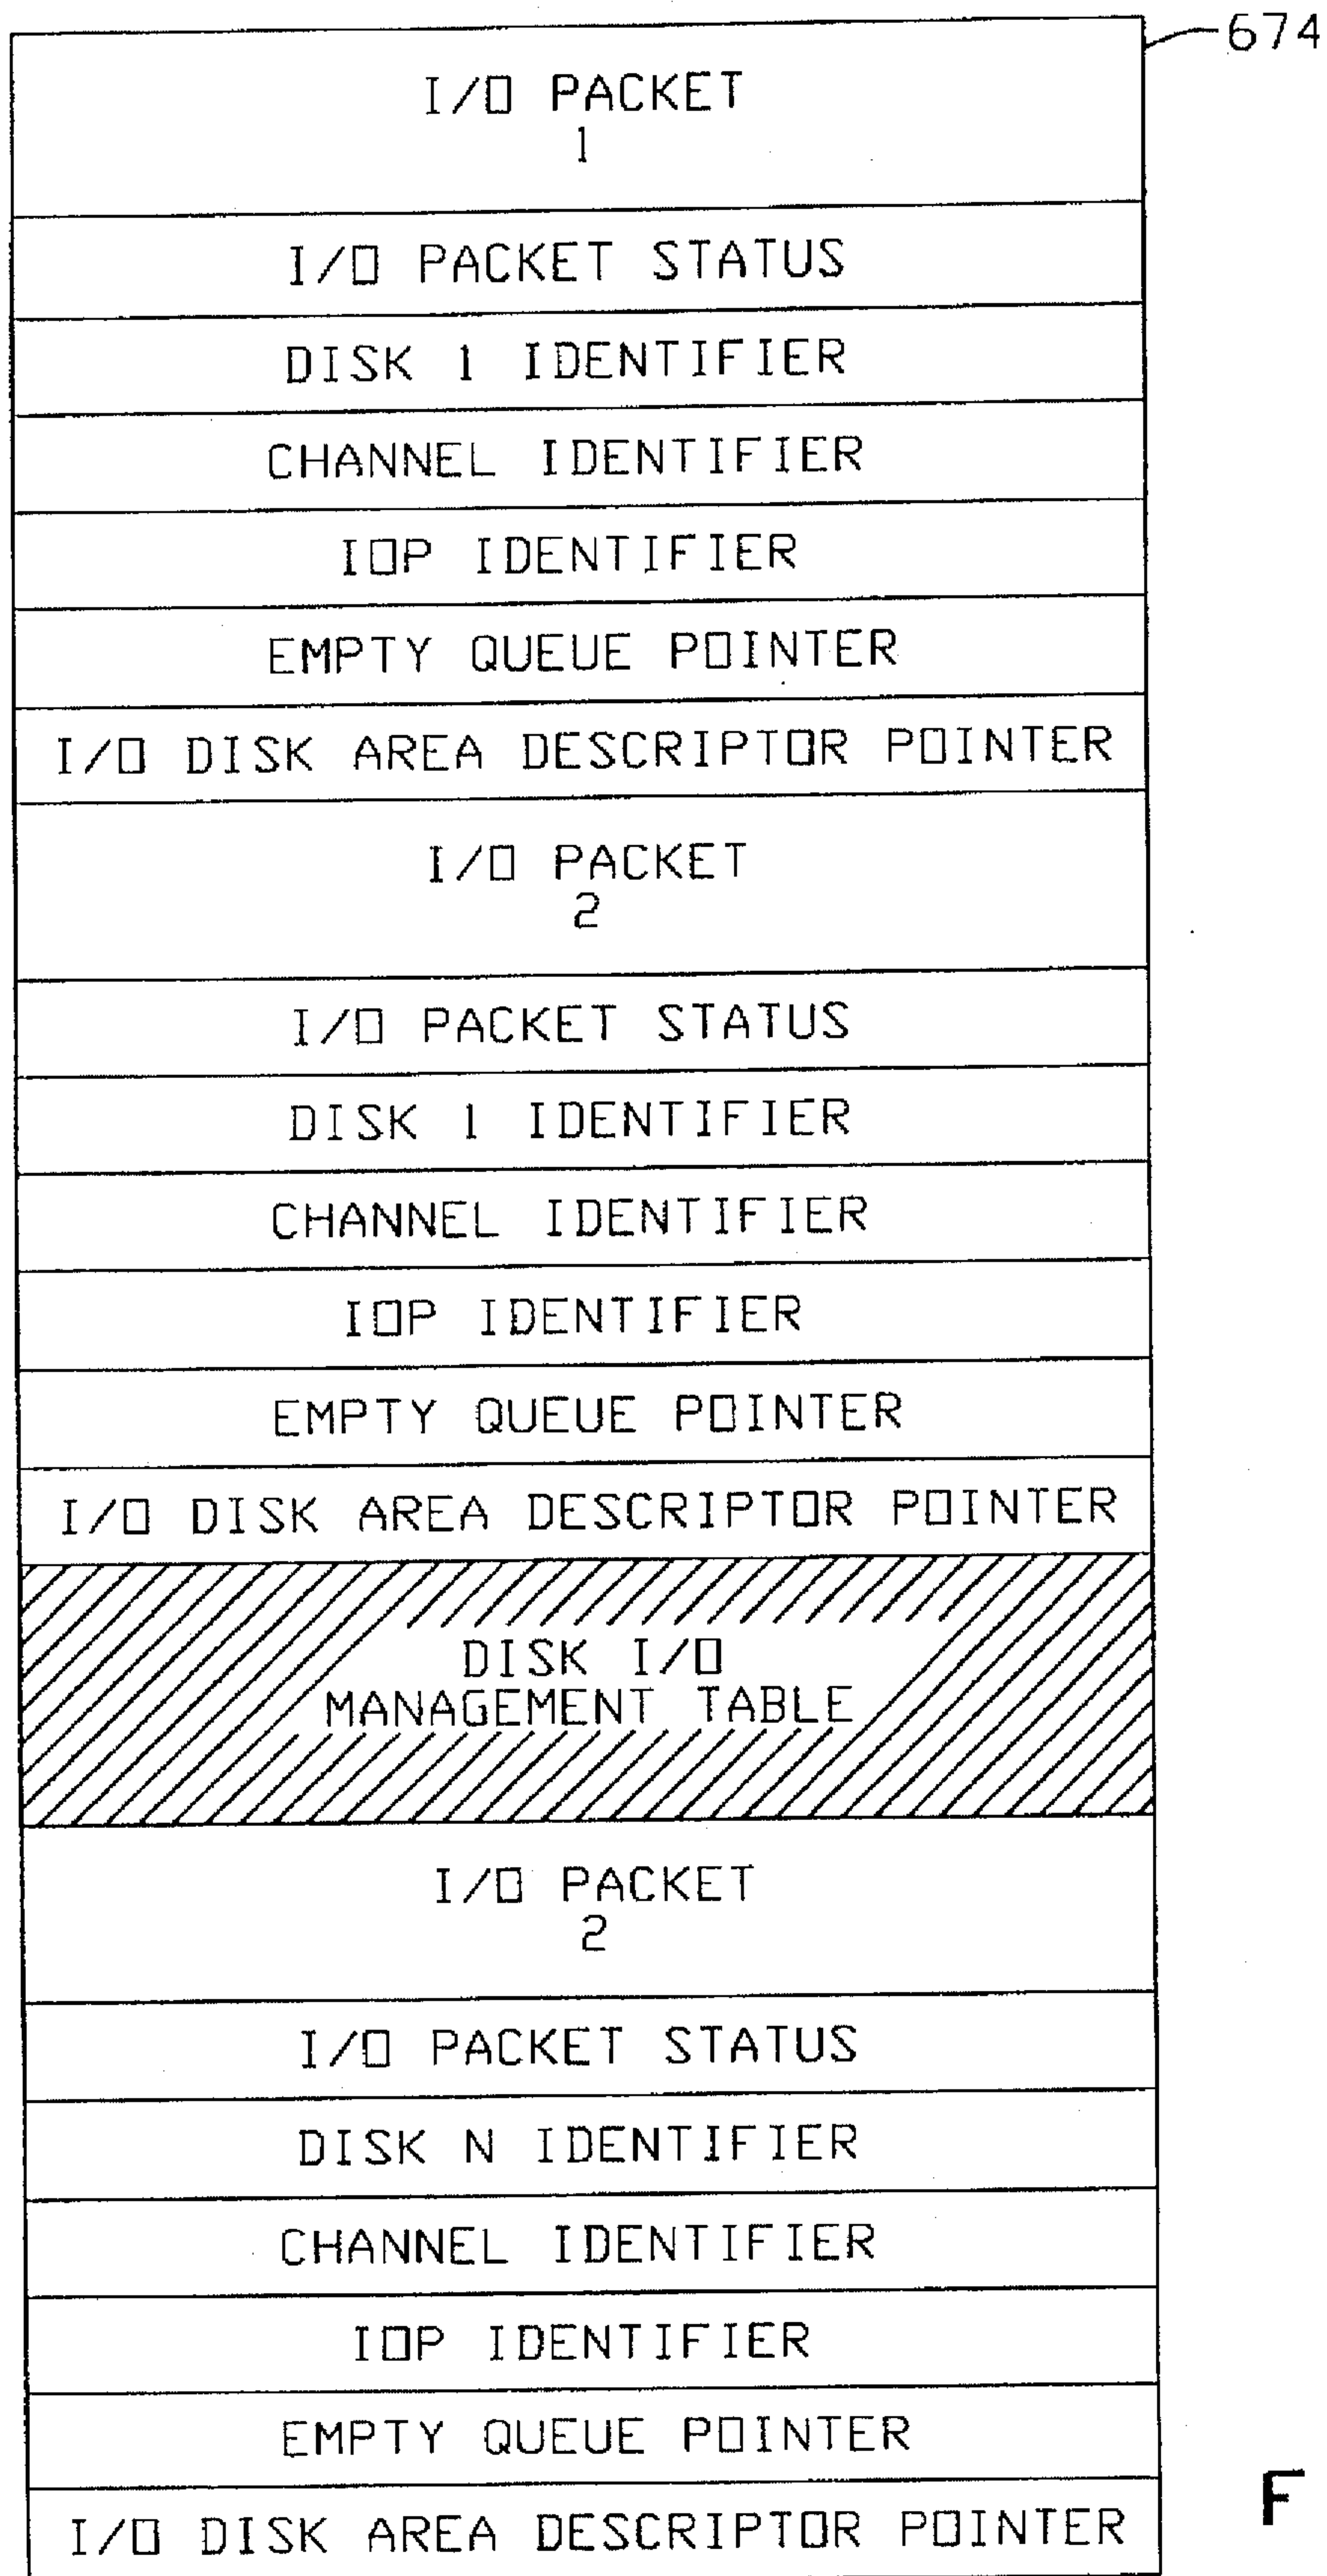 674
I/O PACKET
1
I/O PACKET STATUS
DISK 1 IDENTIFIER
CHANNEL IDENTIFIER
IOP IDENTIFIER
EMPTY QUEUE POINTER
I/O DISK AREA DESCRIPTOR POINTER
I/O PACKET
2
I/O PACKET STATUS
DISK 1 IDENTIFIER
CHANNEL IDENTIFIER
IOP IDENTIFIER
EMPTY QUEUE POINTER
I/O DISK AREA DESCRIPTOR POINTER
DISK I/O
MANAGEMENT TABLE
I/O PACKET
2
I/O PACKET STATUS
DISK N IDENTIFIER
CHANNEL IDENTIFIER
IOP IDENTIFIER
EMPTY QUEUE POINTER
F
I/O DISK AREA DESCRIPTOR POINTER